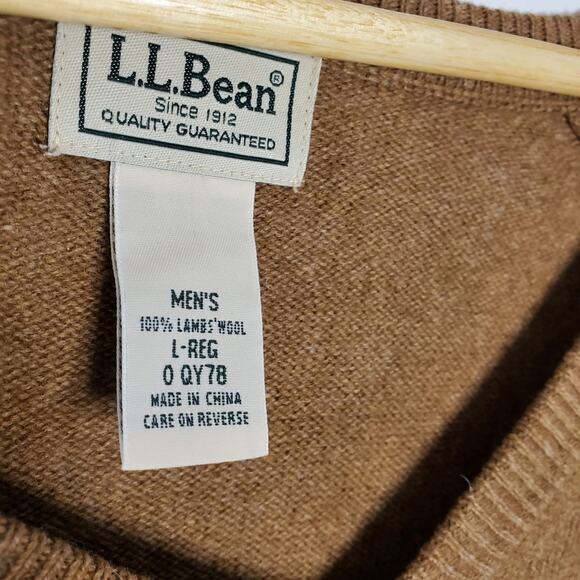 L.L.Bean®
Since 1912
QUALITY GUARANTEED
MEN'S
100% LAMBS'WOOL
L-REG
0 QY78
MADE IN CHINA
CARE ON REVERSE